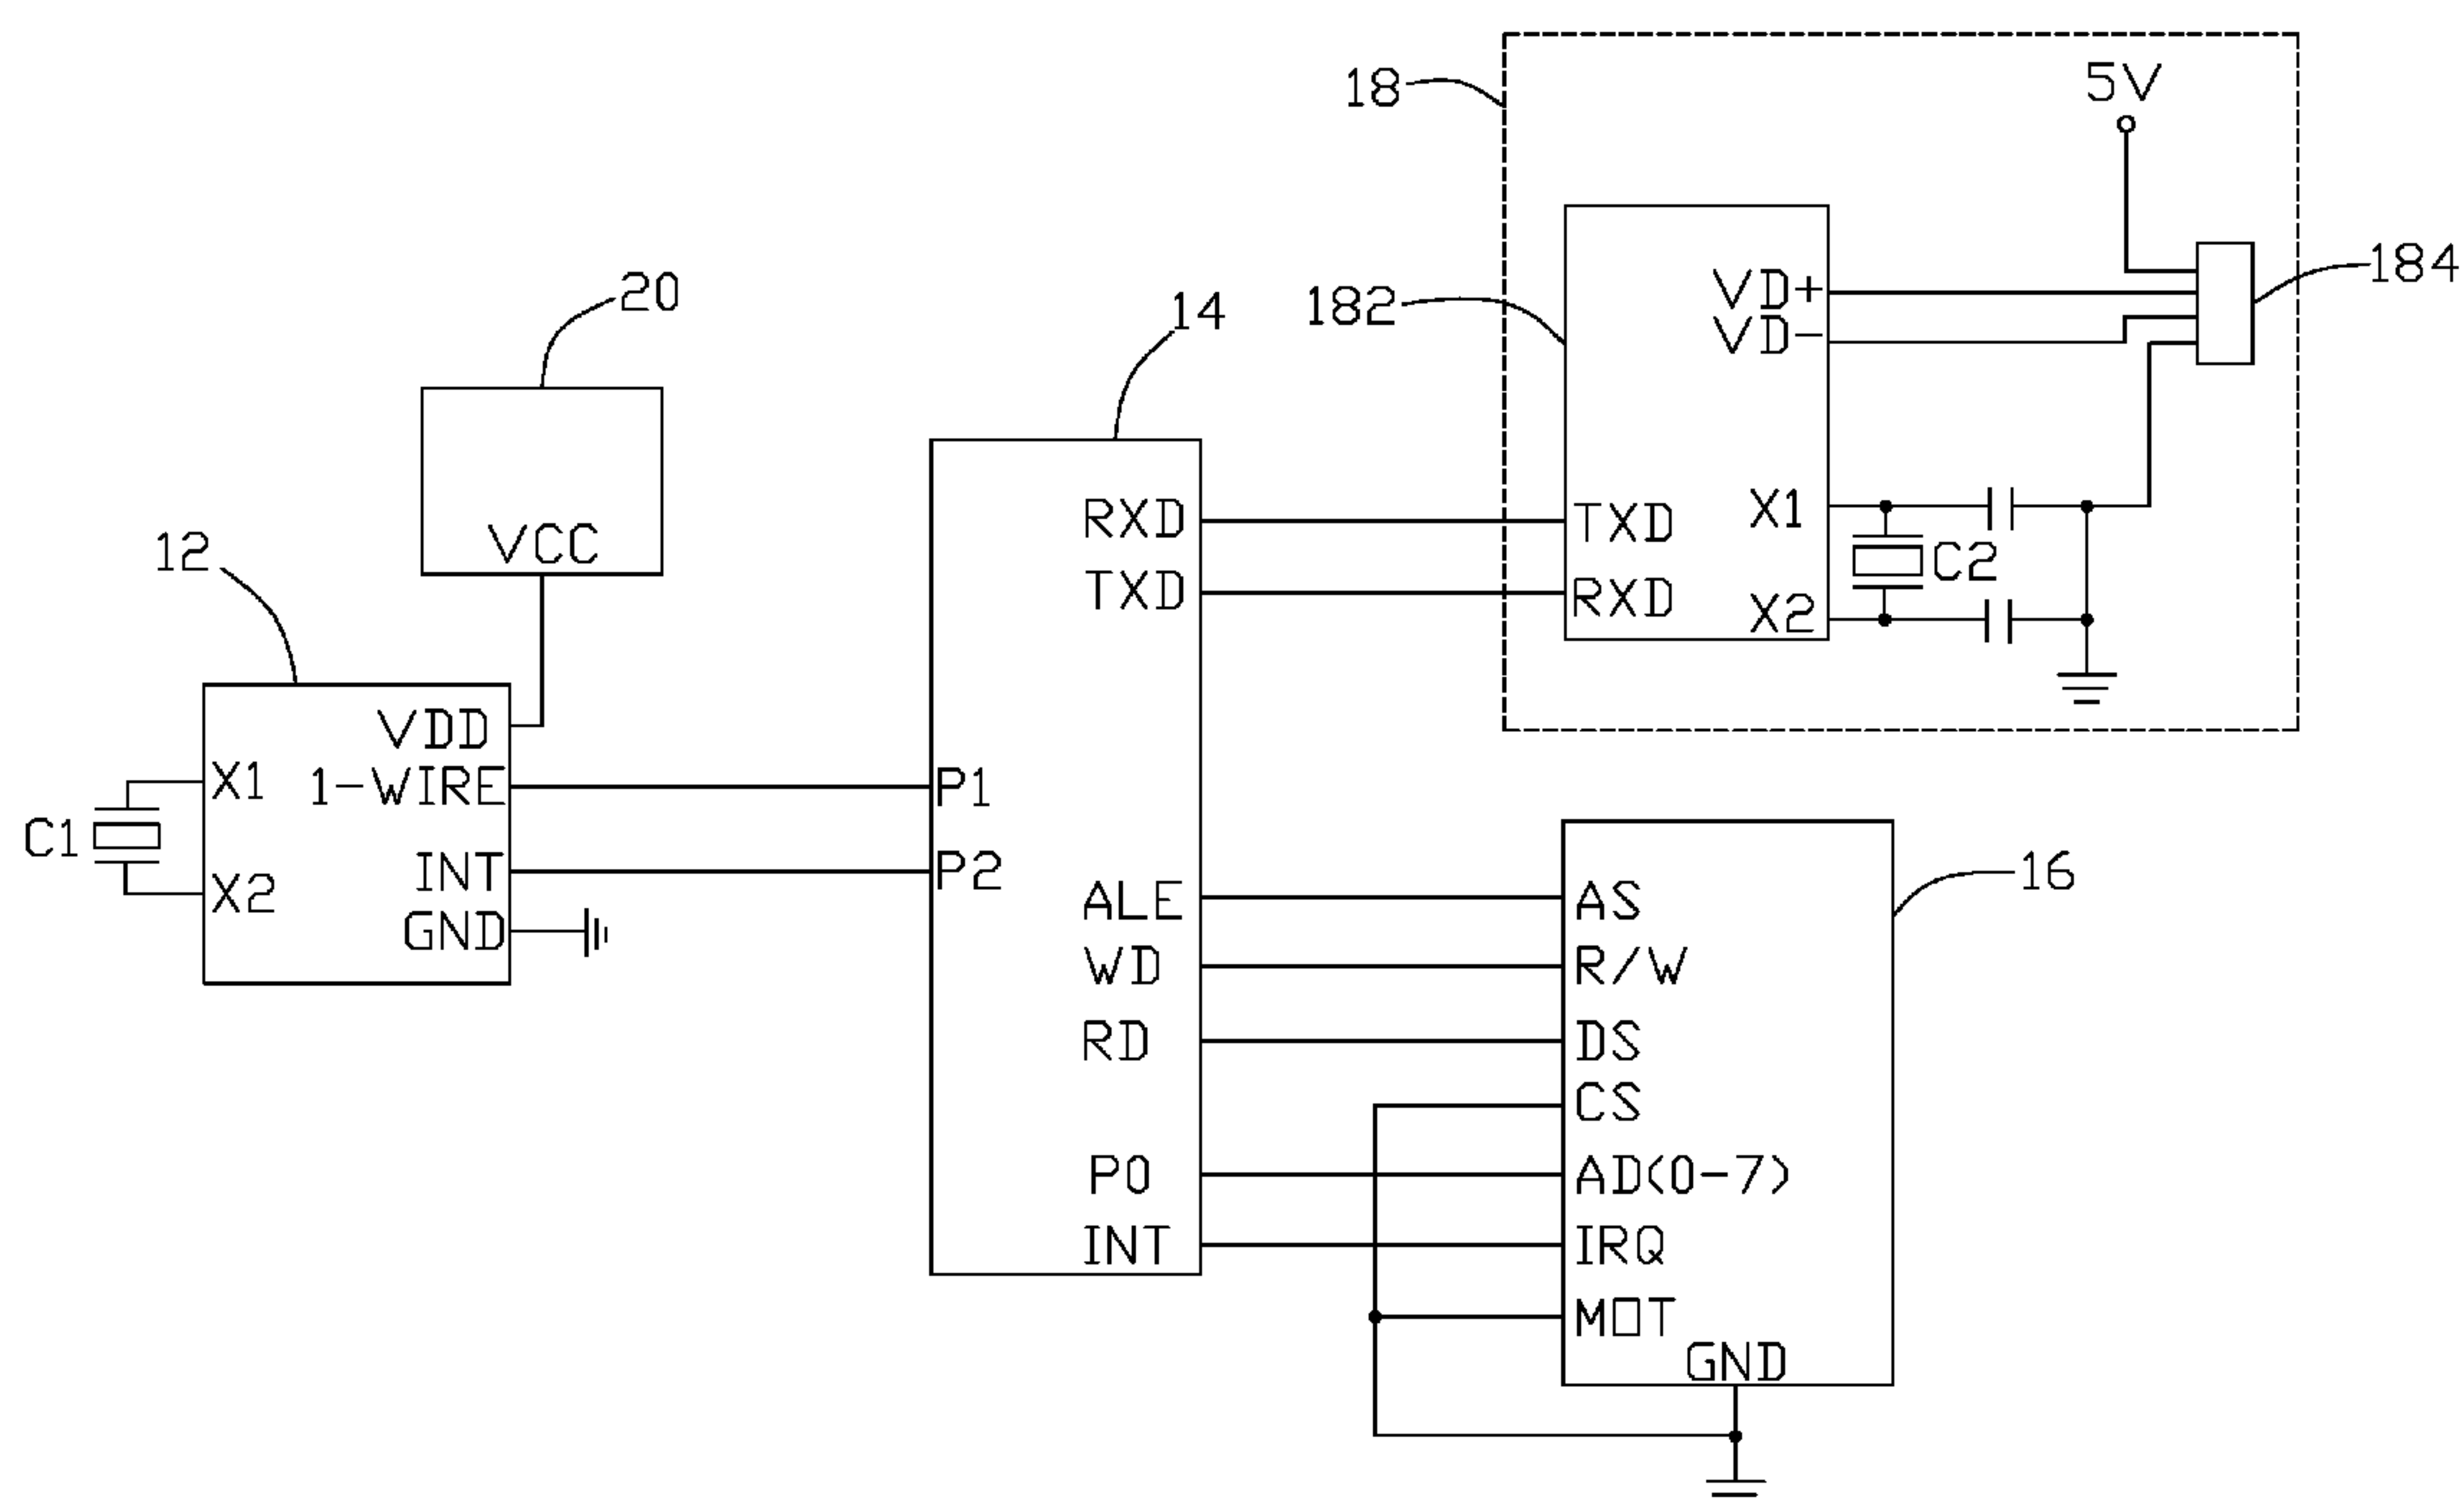 18
5V
184
20
182
VD+
14
VD-
VCC
12
RXD
TXD
X1
C2
TXD
RXD
X2
VDD
X1
1-WIRE
P1
C1
16
INT
P2
X2
ALE
AS
GND
WD
R/W
RD
DS
CS
P0
AD(0-7)
INT
IRQ
MOT
GND